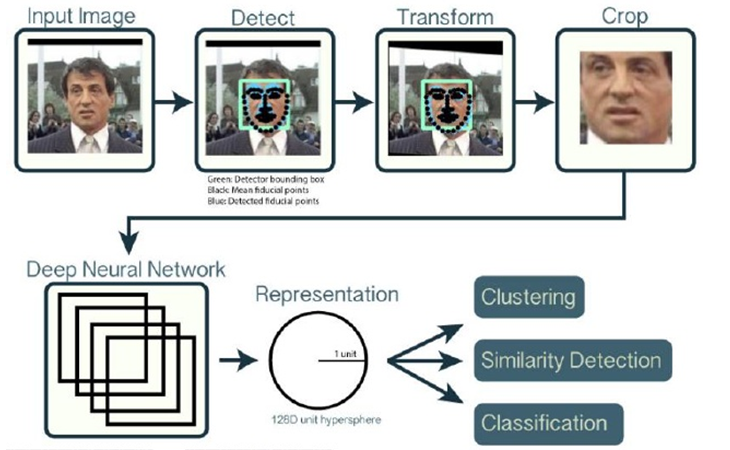 Input Image
Detect
Transform
Crop
Green: Detector bounding box
Black: Mean fiducial points
Blue: Detected fiducial points
Deep Neural Network
Representation
1 unit
128D unit hypersphere
Clustering
Similarity Detection
Classification